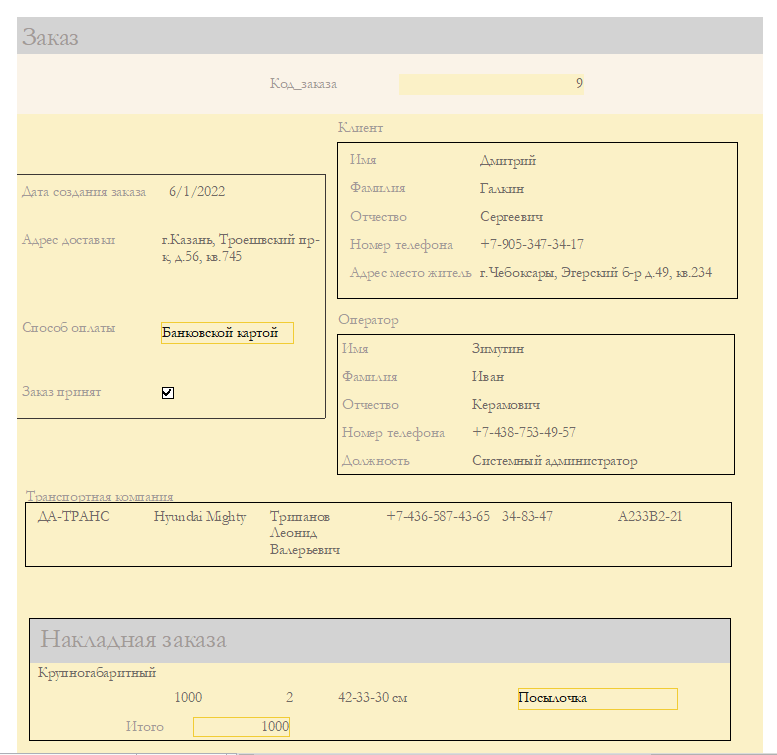 Заказ
Код_заказа 9
Клиент
Имя Дмитрий
Фамилия Галкин
Отчество Сергеевич
Номер телефона +7-905-347-34-17
Адрес место житель г.Чебоксары, Эгерский б-р д.49, кв.234
Дата создания заказа 6/1/2022
Адрес доставки г.Казань, Троешвский пр-
к, д.56, кв.745
Способ оплаты Банковской картой
Заказ принят
Оператор
Имя Зимутин
Фамилия Иван
Отчество Керамович
Номер телефона +7-438-753-49-57
Должность Системный администратор
Транспортная компания
ДА-ТРАНС Hyundai Mighty Трипанов +7-436-587-43-65 34-83-47 А233В2-21
Леонид
Валерьевич
Накладная заказа
Крупногабаритный
1000 2 42-33-30 см Посылочка
Итого 1000